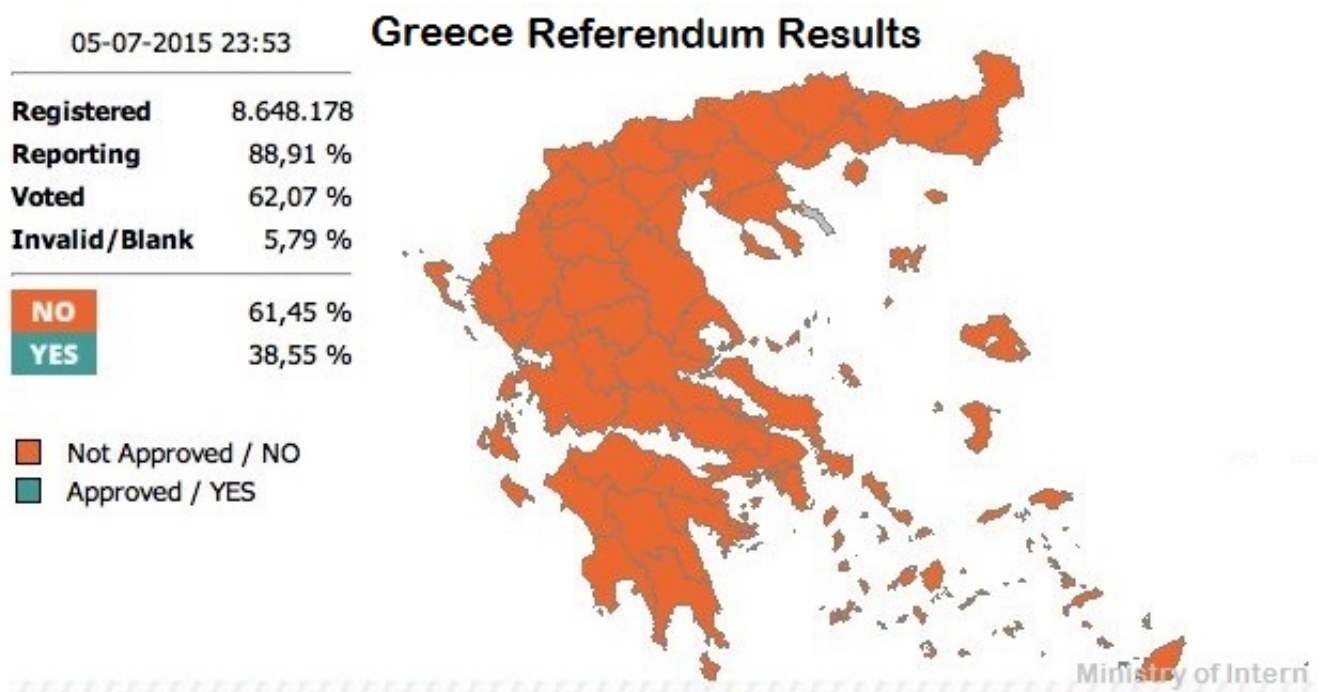 05-07-2015 23:53
Greece Referendum Results
Registered 8.648.178
Reporting 88,91 %
Voted 62,07 %
Invalid/Blank 5,79 %
NO 61,45 %
YES 38,55 %
Not Approved / NO
Approved / YES
Ministry of Intern